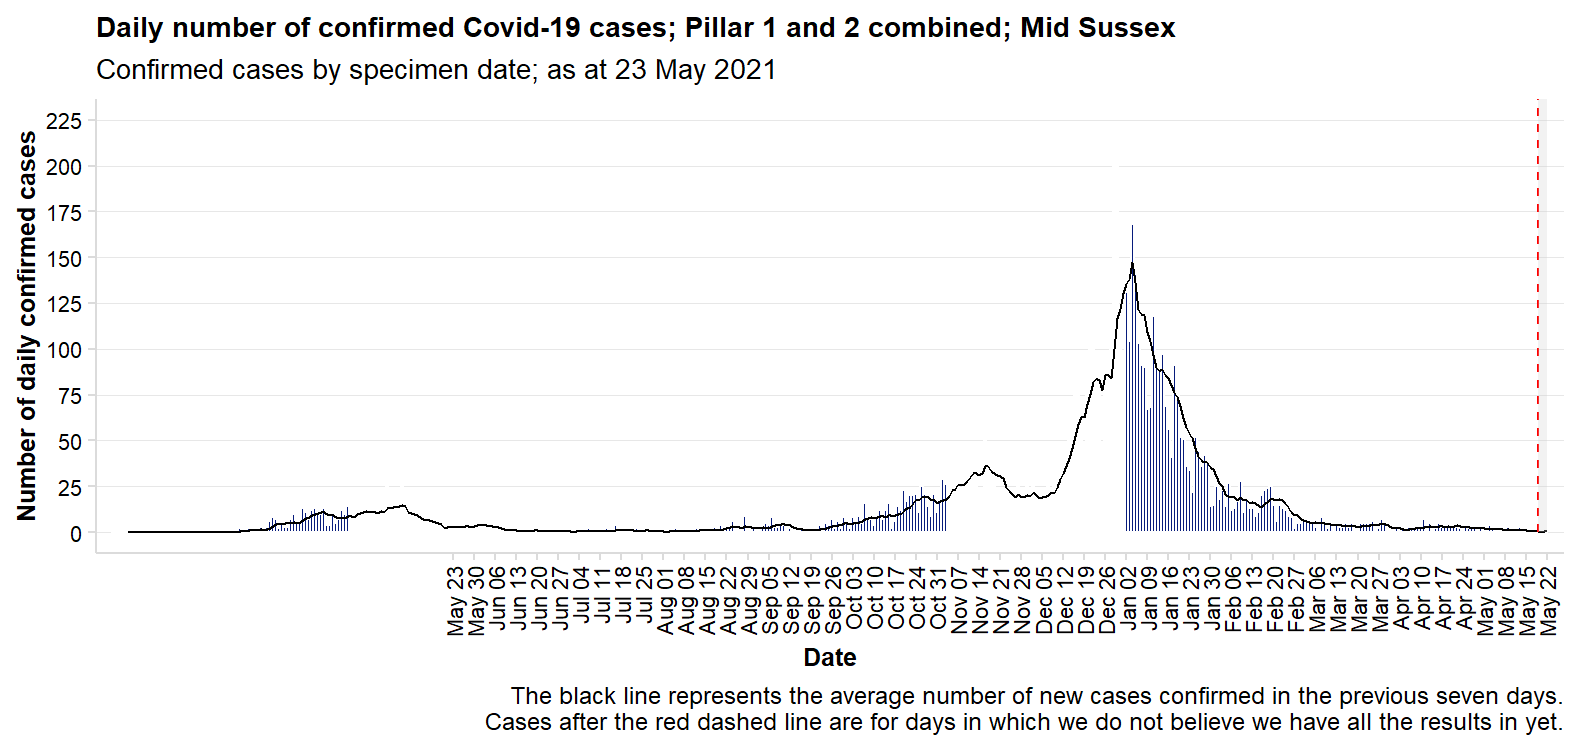 Daily number of confirmed Covid-19 cases; Pillar 1 and 2 combined; Mid Sussex
Confirmed cases by specimen date; as at 23 May 2021
Number of daily confirmed cases
225
200
175
150
125
100
75
50
25
0
May 23
May 30
Jun 06
Jun 13
Jun 20
Jun 27
Jul 04
Jul 11
Jul 18
Jul 25
Aug 01
Aug 08
Aug 15
Aug 22
Aug 29
Sep 05
Sep 12
Sep 19
Sep 26
Oct 03
Oct 10
Oct 17
Oct 24
Oct 31
Nov 07
Nov 14
Nov 21
Nov 28
Dec 05
Dec 12
Dec 19
Dec 26
Jan 02
Jan 09
Jan 16
Jan 23
Jan 30
Feb 06
Feb 13
Feb 20
Feb 27
Mar 06
Mar 13
Mar 20
Mar 27
Apr 03
Apr 10
Apr 17
Apr 24
May 01
May 08
May 15
May 22
Date
The black line represents the average number of new cases confirmed in the previous seven days.
Cases after the red dashed line are for days in which we do not believe we have all the results in yet.